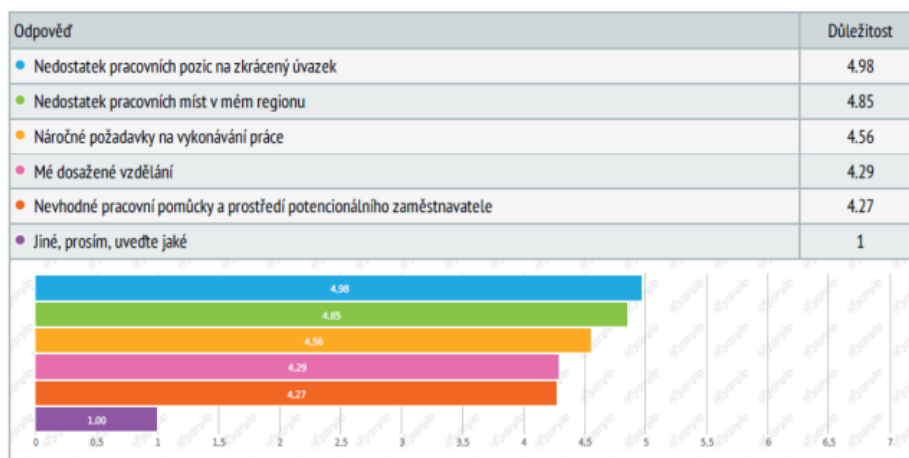 Odpověď Důležitost
Nedostatek pracovních pozic na zkrácený úvazek 4.98
Nedostatek pracovních míst v mém regionu 4.85
Náročné požadavky na vykonávání práce 4.56
Mé dosažené vzdělání 4.29
Nevhodné pracovní pomůcky a prostředí potencionálního zaměstnavatele 4.27
Jiné, prosím, uveďte jaké 1
4,98
4,85
4,56
4,29
4,27
1,00
0 0,5 1 1,5 2 2,5 3 3,5 4 4,5 5 5,5 6 6,5 7